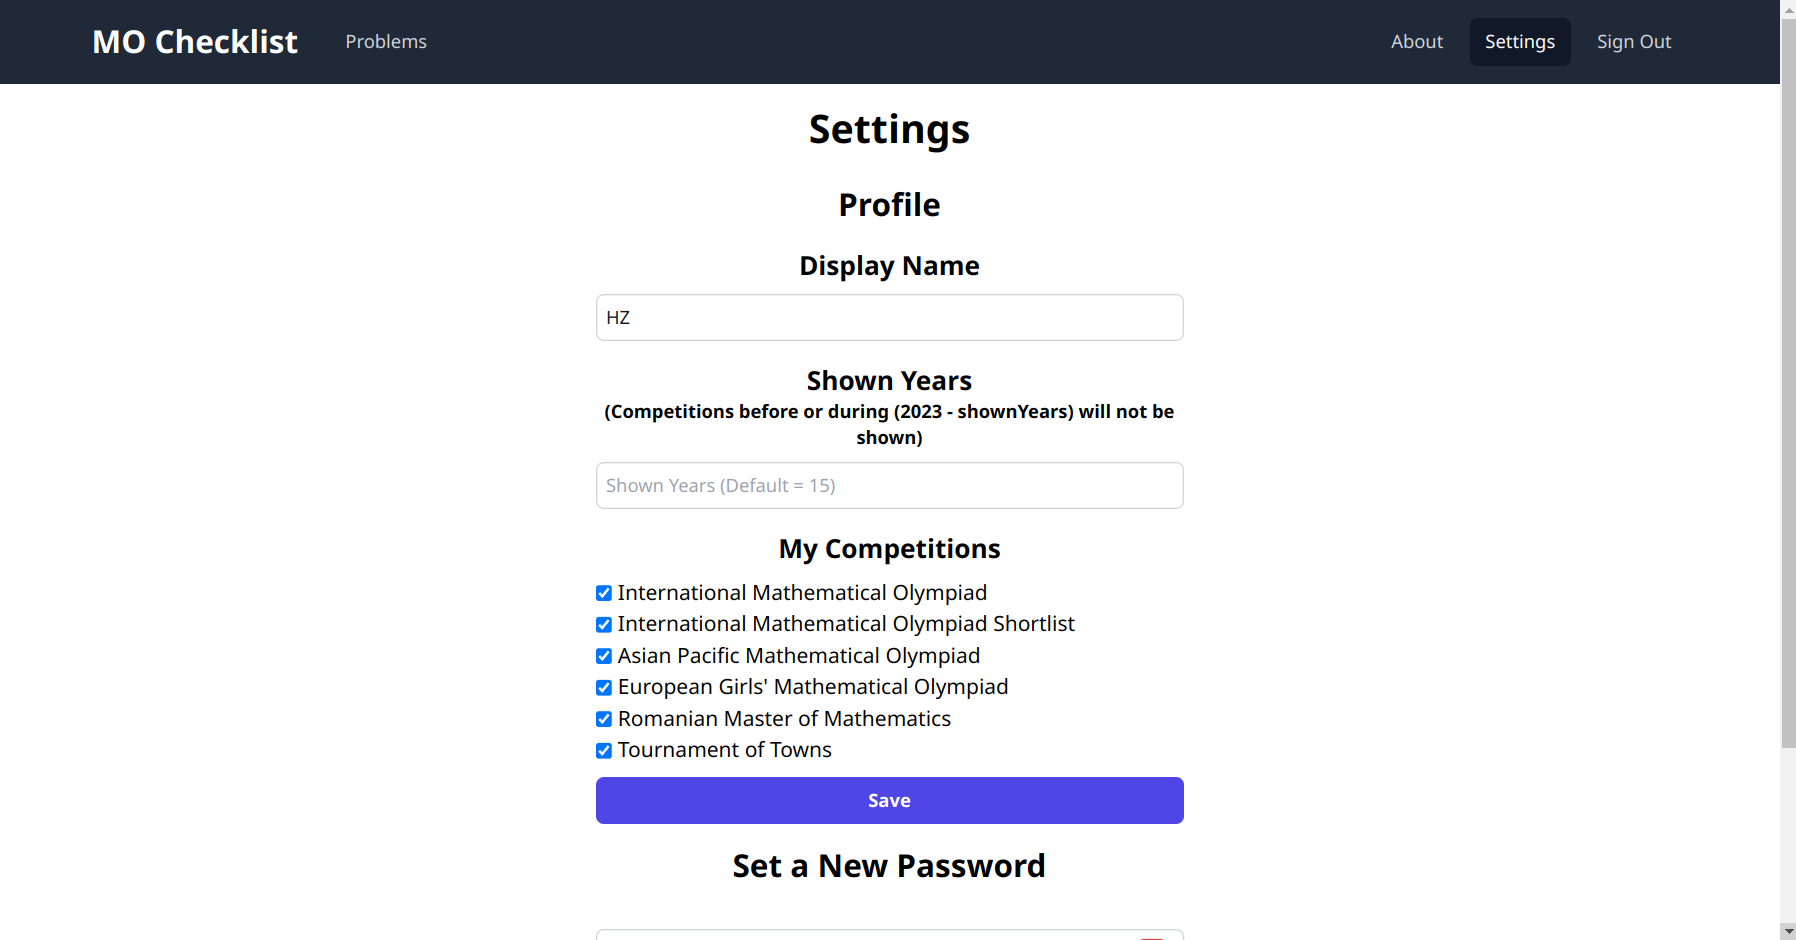 MO Checklist Problems About Settings Sign Out
Settings
Profile
Display Name
HZ
Shown Years
(Competitions before or during (2023 - shownYears) will not be
shown)
Shown Years (Default = 15)
My Competitions
International Mathematical Olympiad
International Mathematical Olympiad Shortlist
Asian Pacific Mathematical Olympiad
European Girls' Mathematical Olympiad
Romanian Master of Mathematics
Tournament of Towns
Save
Set a New Password